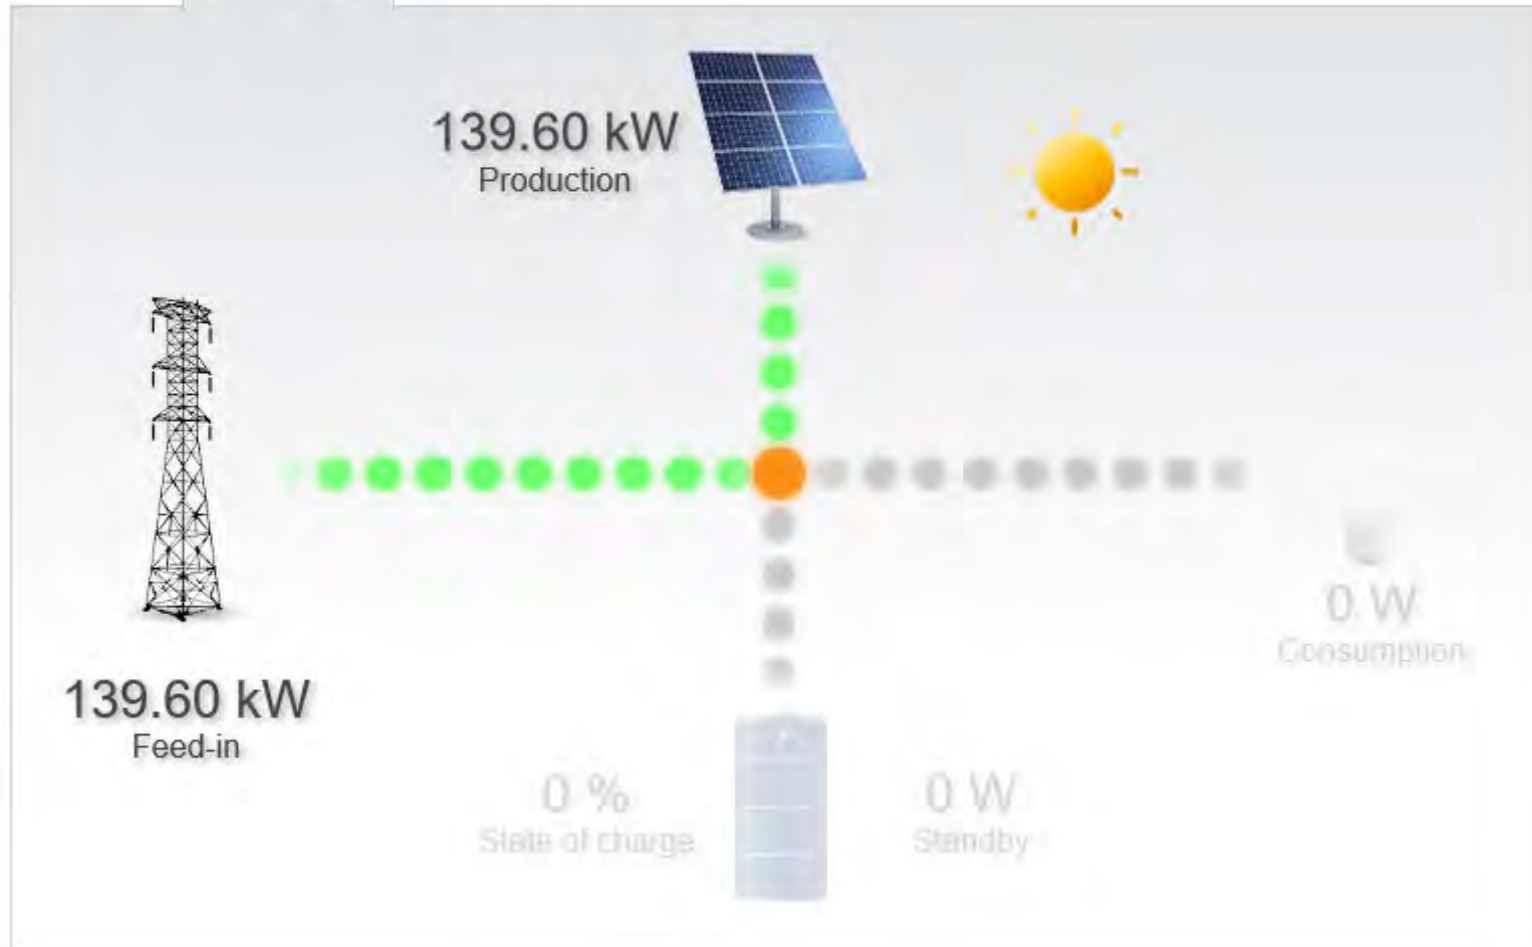 139.60 kW
Production
0 W
Consumption
139.60 kW
Feed-in
0 %
State of charge
0 W
Standby